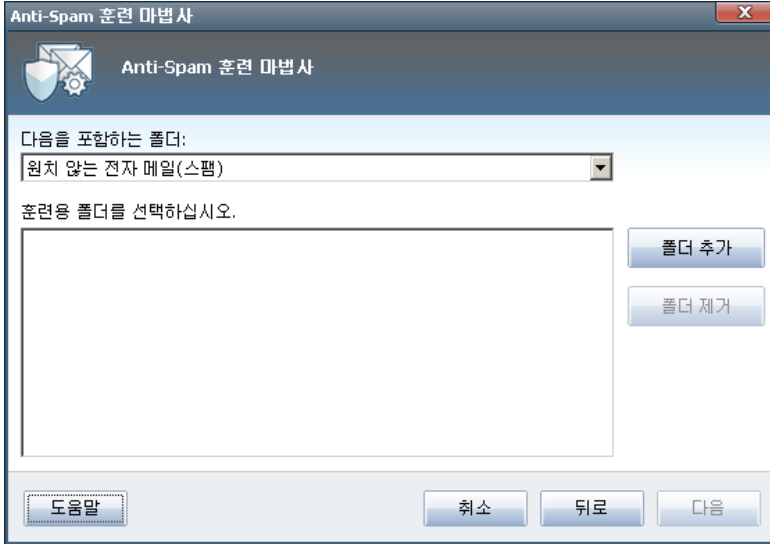 Anti-Spam 훈련 마법사
Anti-Spam 훈련 마법사
다음을 포함하는 폴더:
원치 않는 전자 메일(스팸)
훈련용 폴더를 선택하십시오.
폴더 추가
폴더 제거
도움말
취소
뒤로
다음